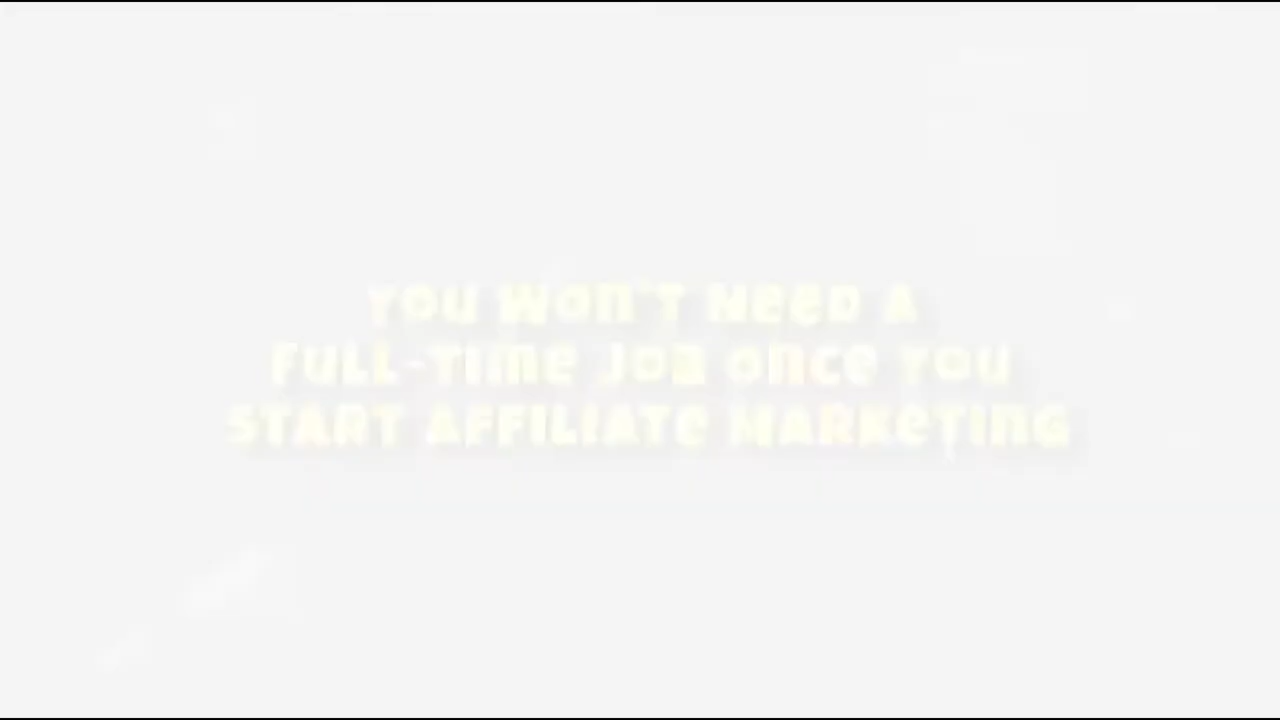 YOU WON'T NEED A
FULL-TIME JOB ONCE YOU
START AFFILIATE MARKETING